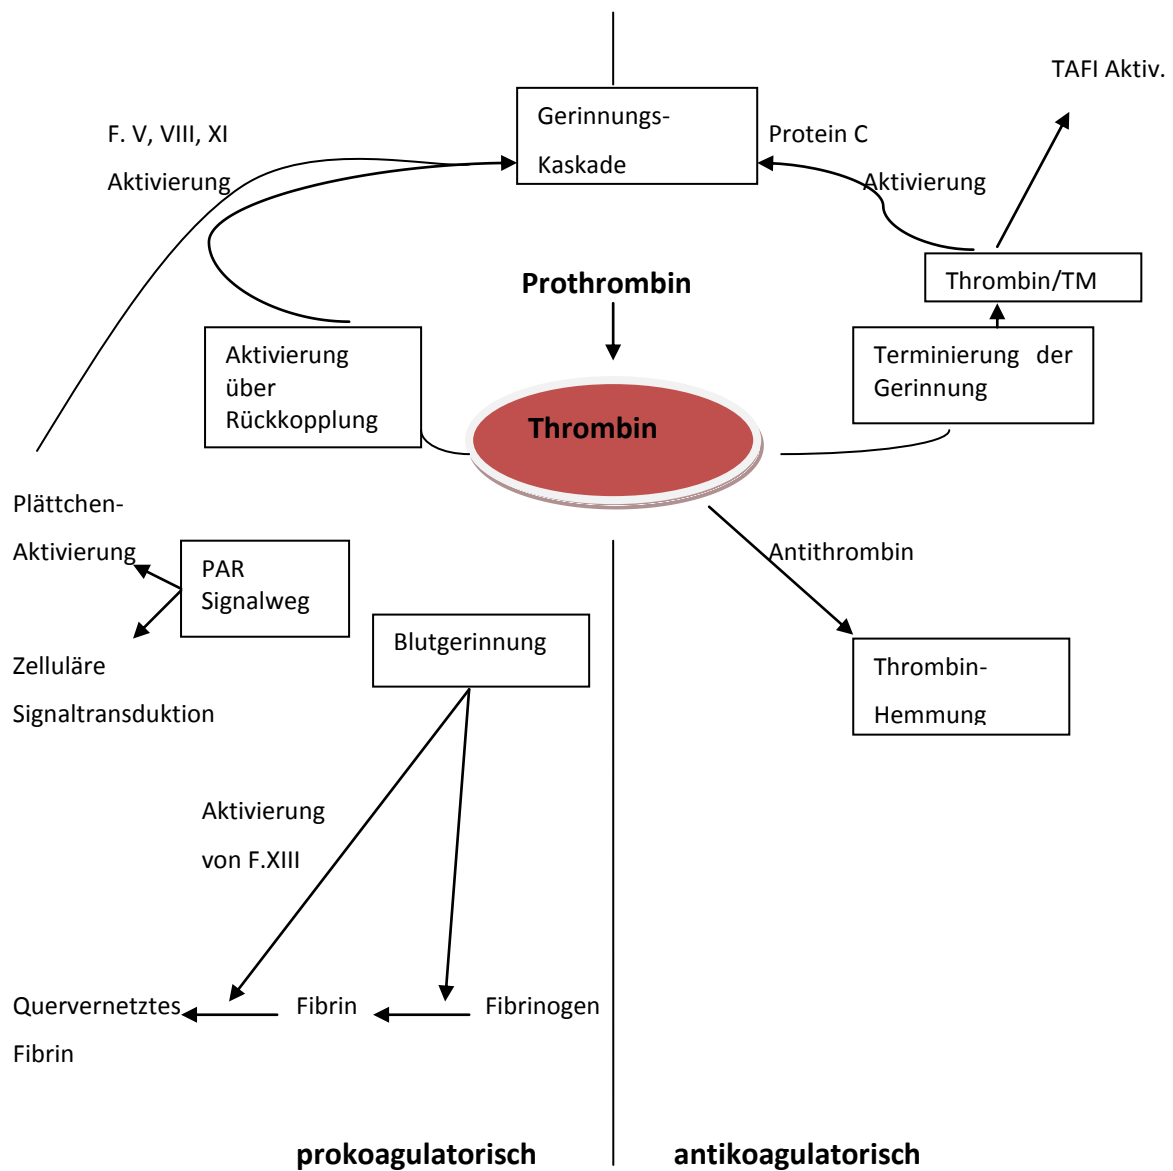 TAFI Aktiv.
Gerinnungs-
Kaskade
F. V, VIII, XI
Aktivierung
Protein C
Aktivierung
Thrombin/TM
Prothrombin
Aktivierung
über
Rückkopplung
Terminierung der
Gerinnung
Thrombin
Plättchen-
Aktivierung
PAR
Signalweg
Antithrombin
Blutgerinnung
Zelluläre
Signaltransduktion
Thrombin-
Hemmung
Aktivierung
von F.XIII
Quervernetztes
Fibrin
Fibrin
Fibrinogen
prokoagulatorisch
antikoagulatorisch